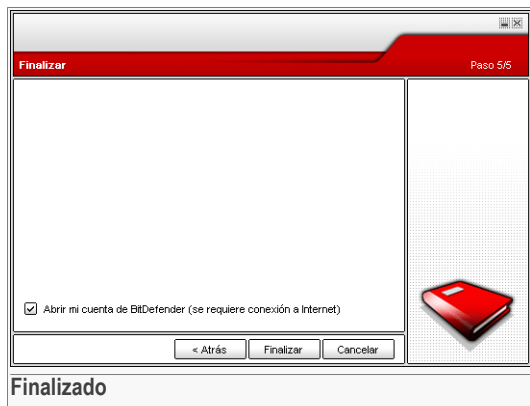 Finalizar
Paso 5/5
Abrir mi cuenta de BitDefender (se requiere conexión a Internet)
< Atrás
Finalizar
Cancelar
Finalizado